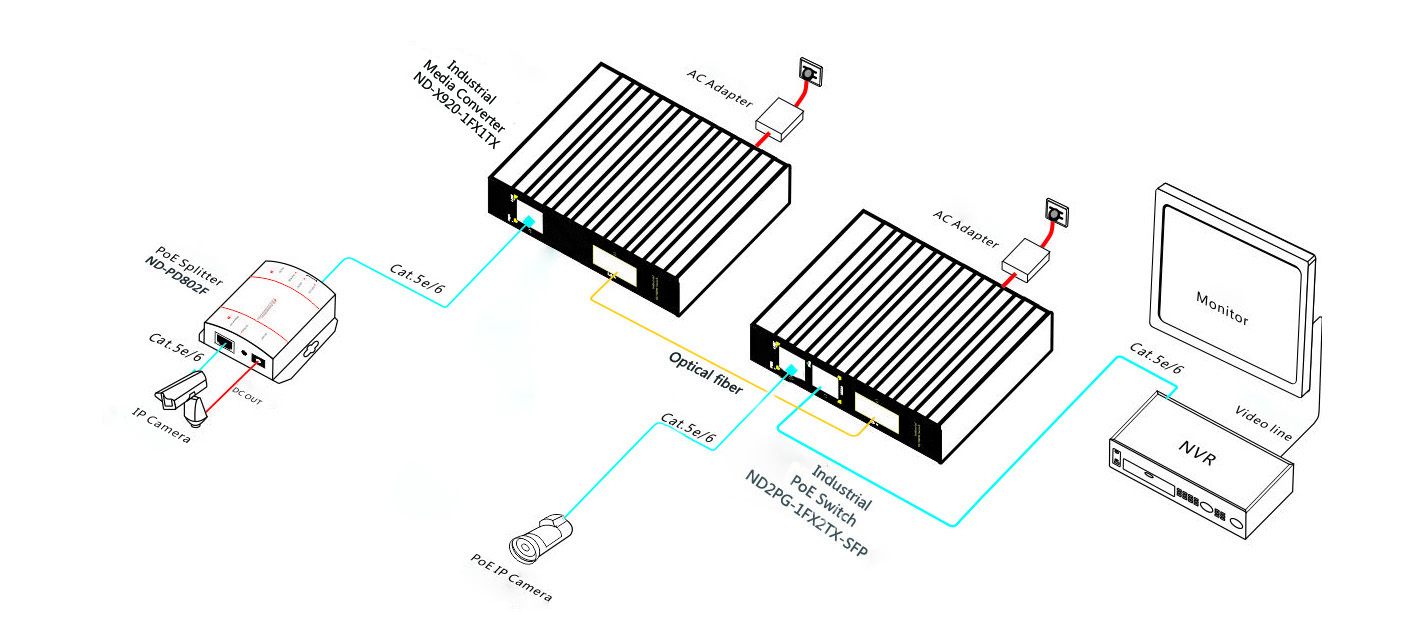 Industrial
Media Converter
ND-X920-1FX1TX
AC Adapter
AC Adapter
PoE Splitter
ND-PD802F
Cat.5e/6
Cat.5e/6
DC OUT
IP Camera
Optical fiber
Cat.5e/6
PoE IP Camera
Industrial
PoE Switch
ND2PG-1FX2TX-SFP
Cat.5e/6
Monitor
Video line
NVR